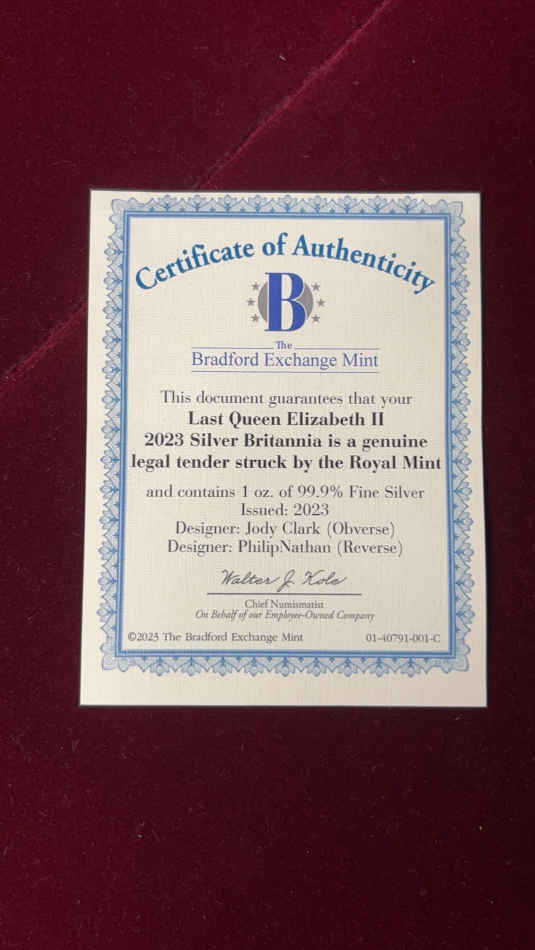 Certificate of Authenticity
B
The
Bradford Exchange Mint
This document guarantees that your
Last Queen Elizabeth II
2023 Silver Britannia is a genuine
legal tender struck by the Royal Mint
and contains 1 oz. of 99.9% Fine Silver
Issued: 2023
Designer: Jody Clark (Obverse)
Designer: PhilipNathan (Reverse)
Walter J. Kole
Chief Numismatist
On Behalf of our Employee-Owned Company
©2023 The Bradford Exchange Mint 01-40791-001-C